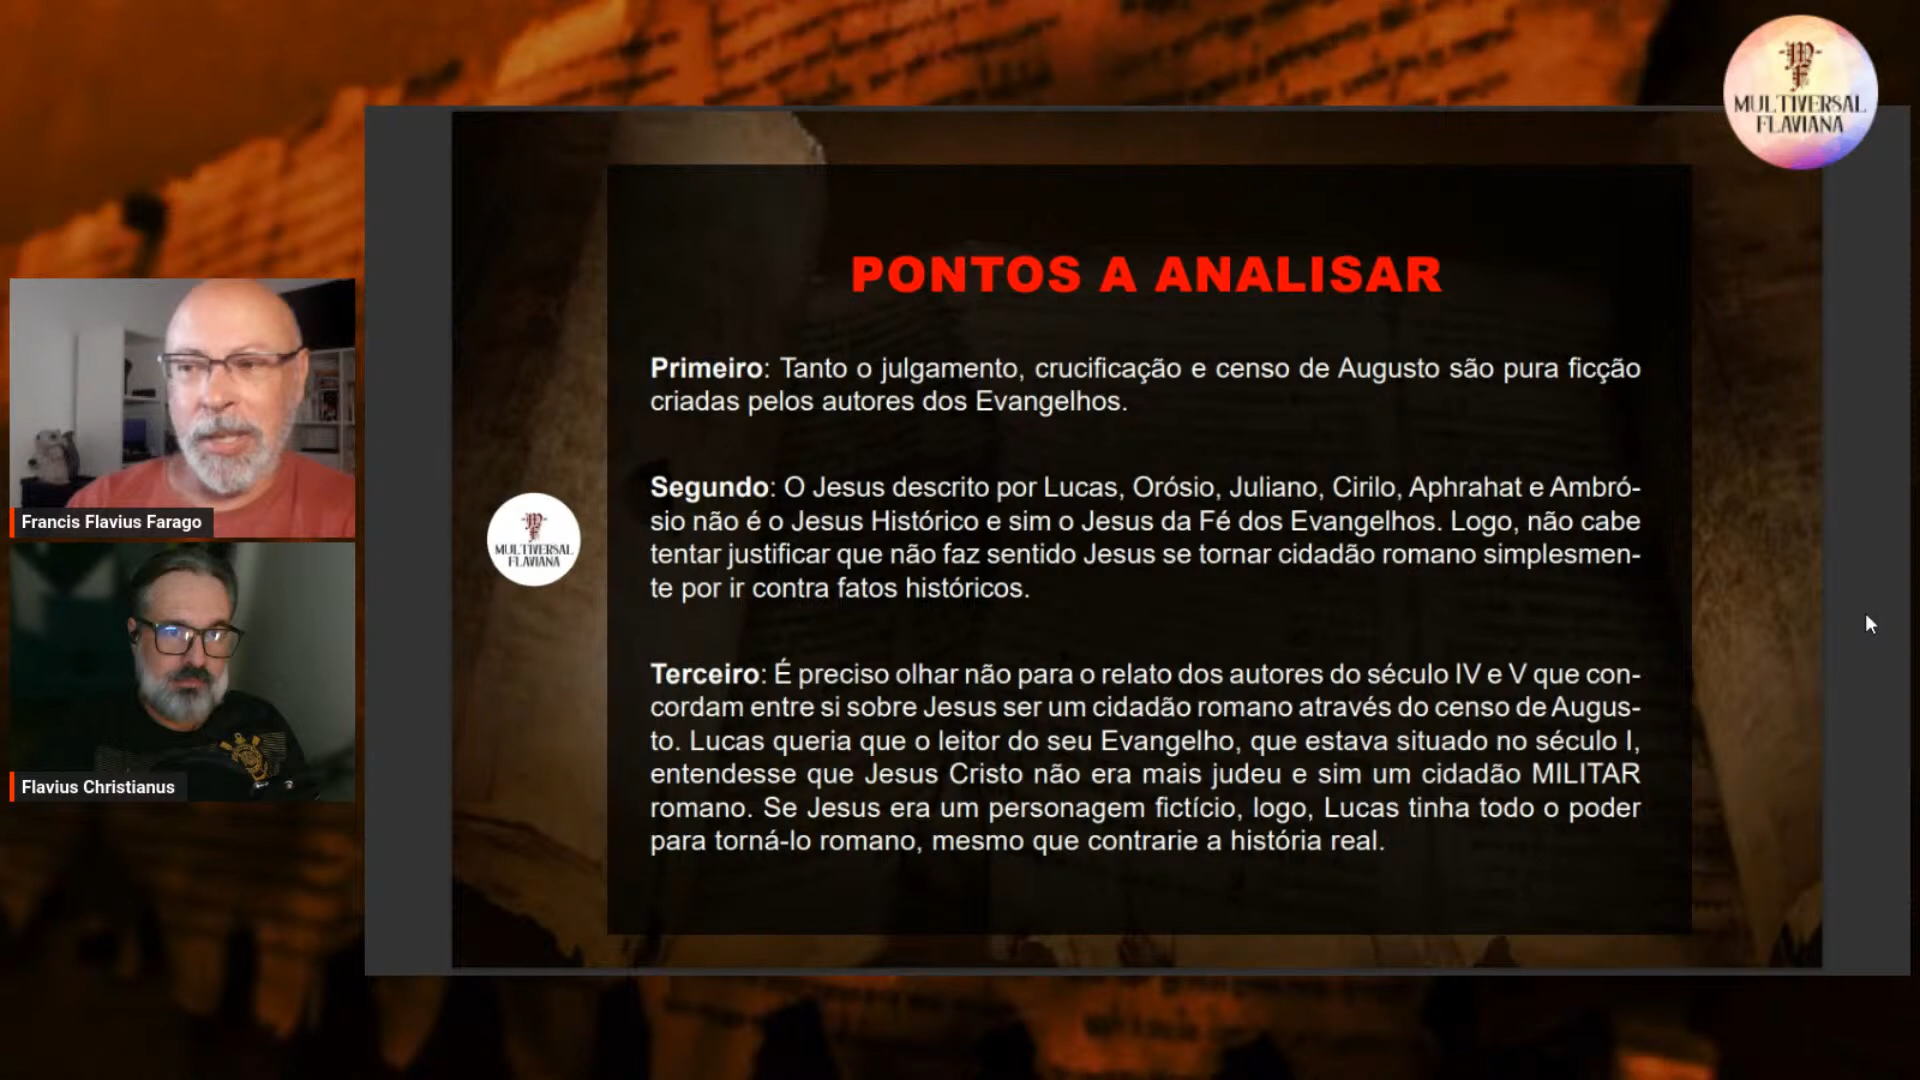 MULTIVERSAL
FLAVIANA
PONTOS A ANALISAR
Primeiro: Tanto o julgamento, crucificação e censo de Augusto são pura ficção
criadas pelos autores dos Evangelhos.
Segundo: O Jesus descrito por Lucas, Orósio, Juliano, Cirilo, Aphrahat e Ambró-
sio não é o Jesus Histórico e sim o Jesus da Fé dos Evangelhos. Logo, não cabe
tentar justificar que não faz sentido Jesus se tornar cidadão romano simplesmen-
te por ir contra fatos históricos.
Terceiro: É preciso olhar não para o relato dos autores do século IV e V que con-
cordam entre si sobre Jesus ser um cidadão romano através do censo de Augus-
to. Lucas queria que o leitor do seu Evangelho, que estava situado no século I,
entendesse que Jesus Cristo não era mais judeu e sim um cidadão MILITAR
romano. Se Jesus era um personagem fictício, logo, Lucas tinha todo o poder
para torná-lo romano, mesmo que contrarie a história real.
MULTIVERSAL
FLAVIANA
Francis Flavius Farago
Flavius Christianus